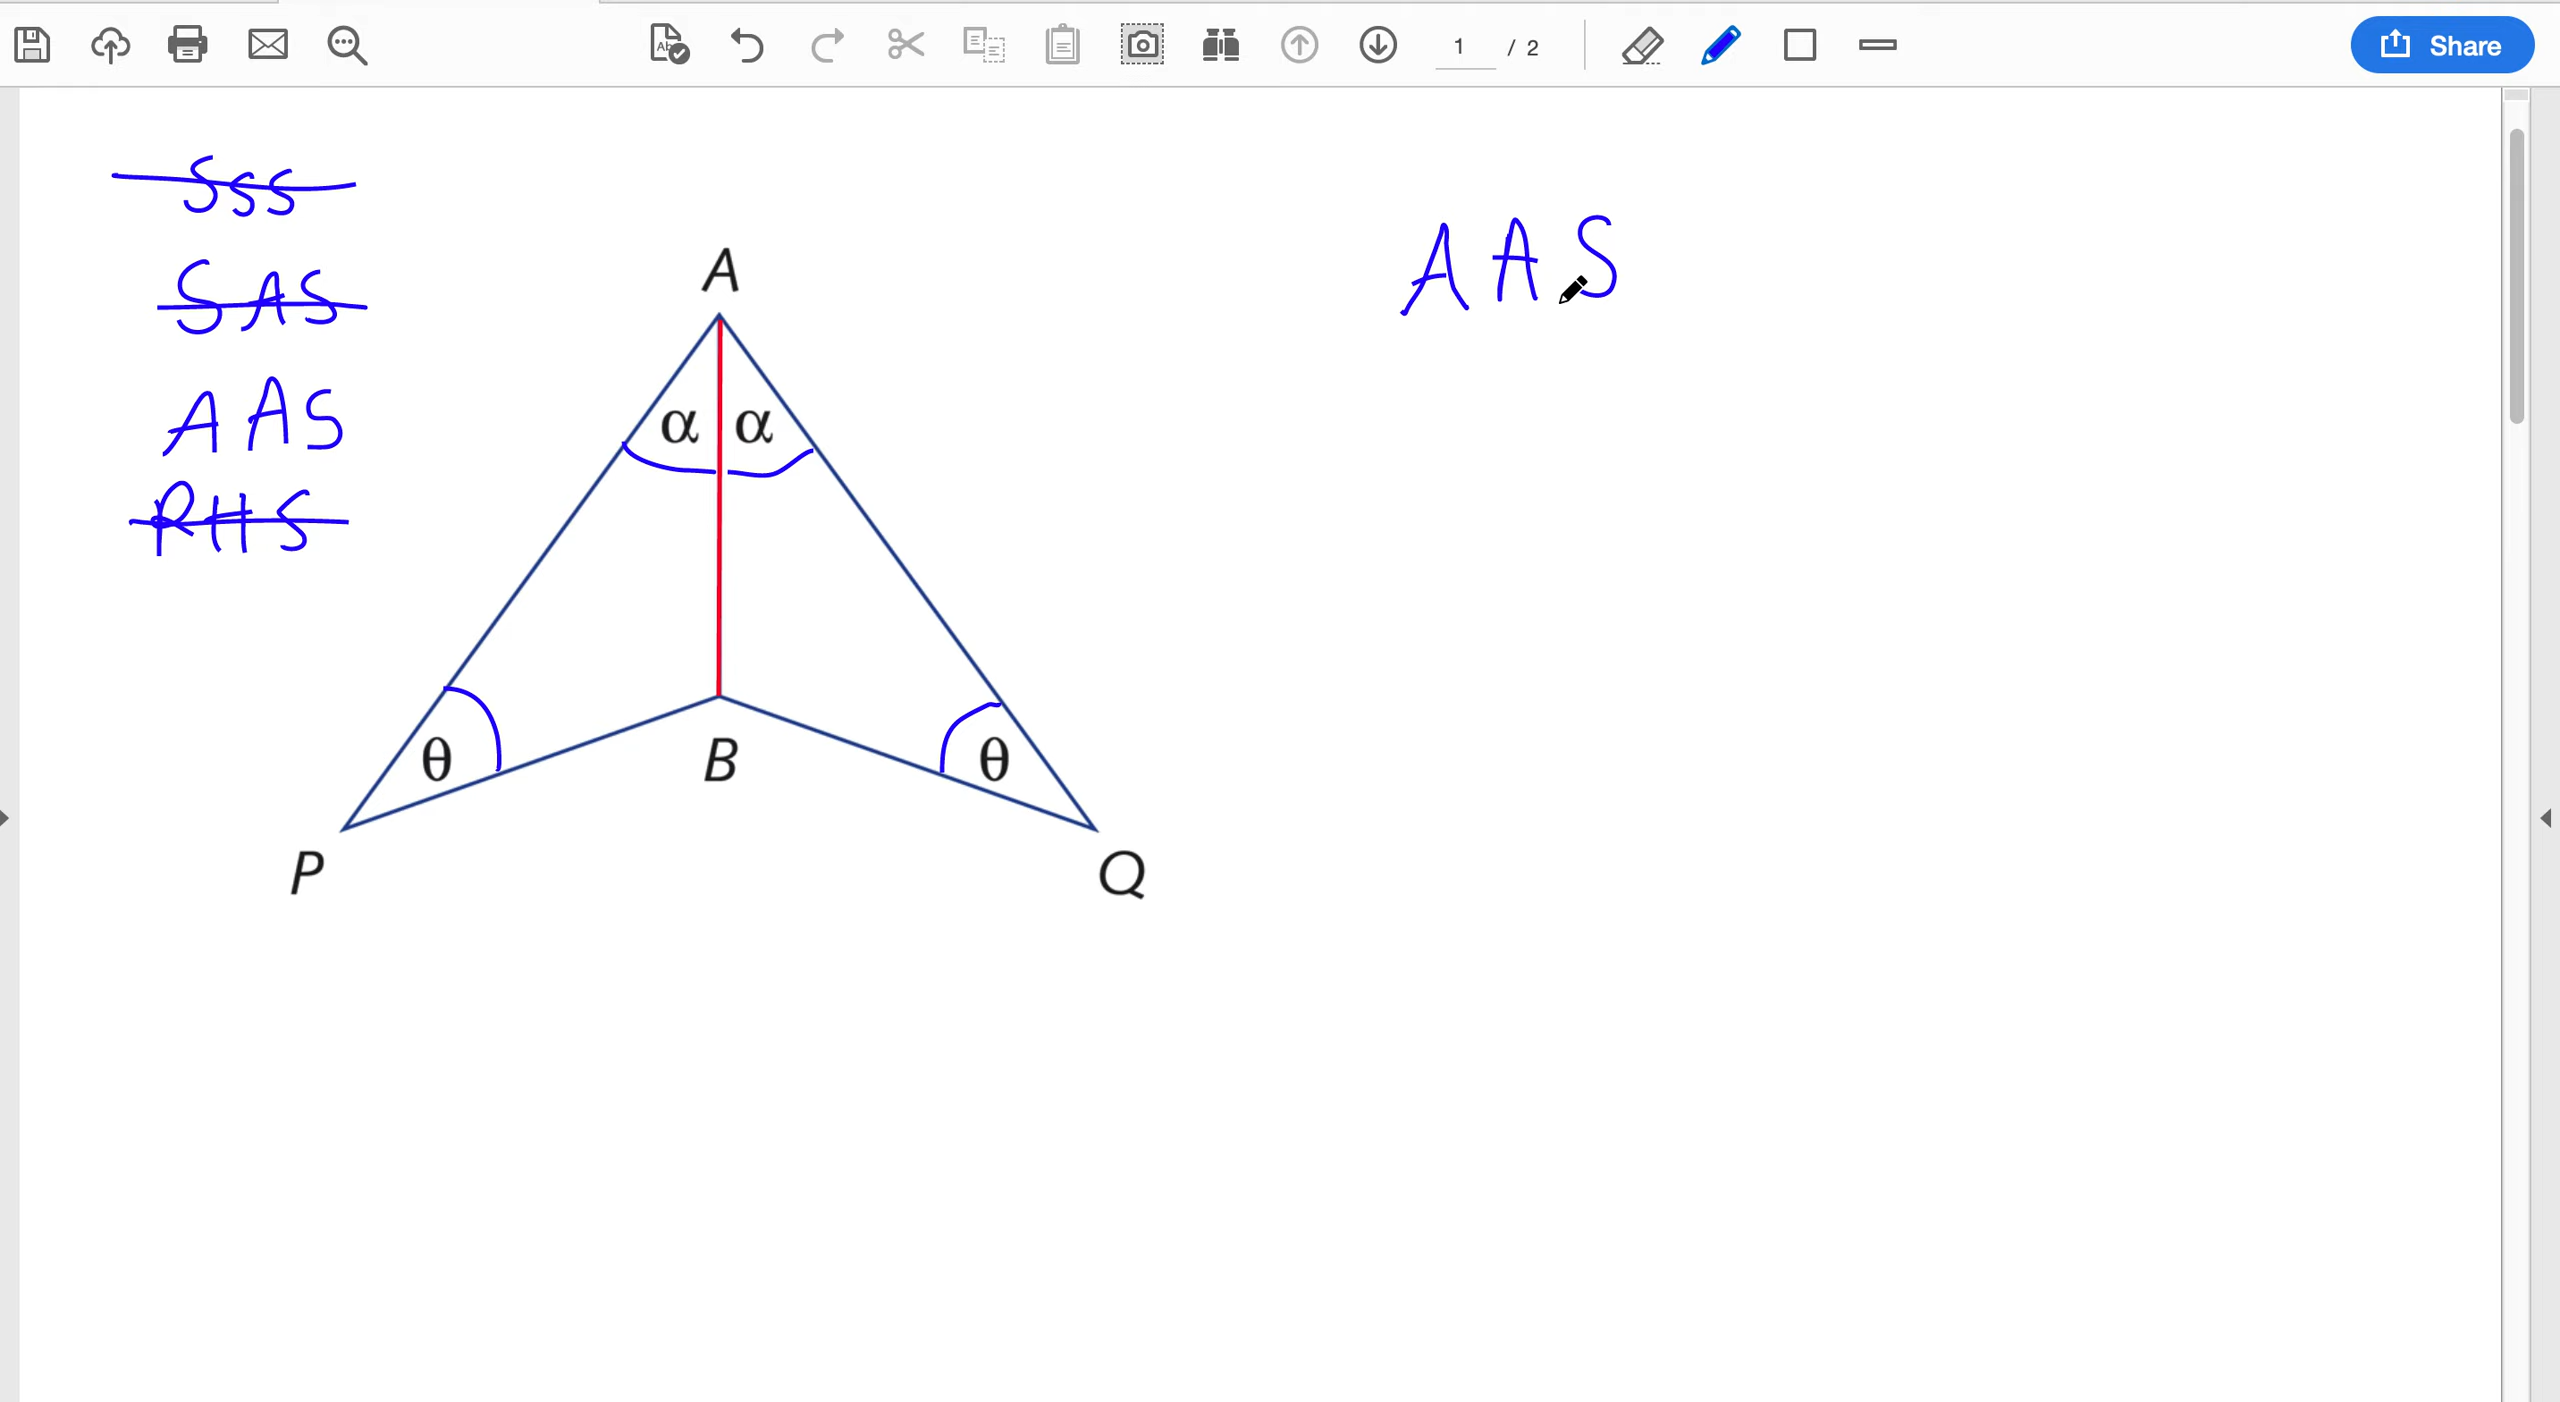 1 / 2
Share
SSS
SAS
AAS
RHS
AAS
A
α α
θ
B
θ
P
Q